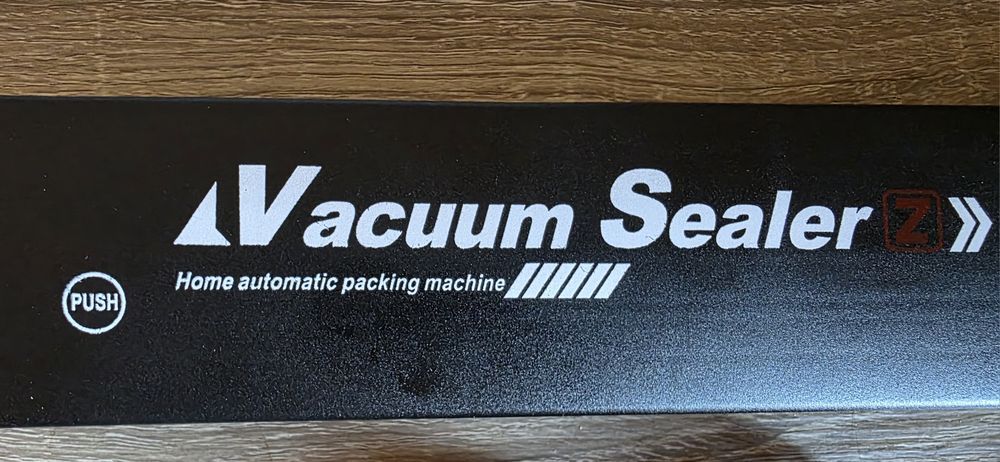 Vacuum Sealer Z
Home automatic packing machine
PUSH